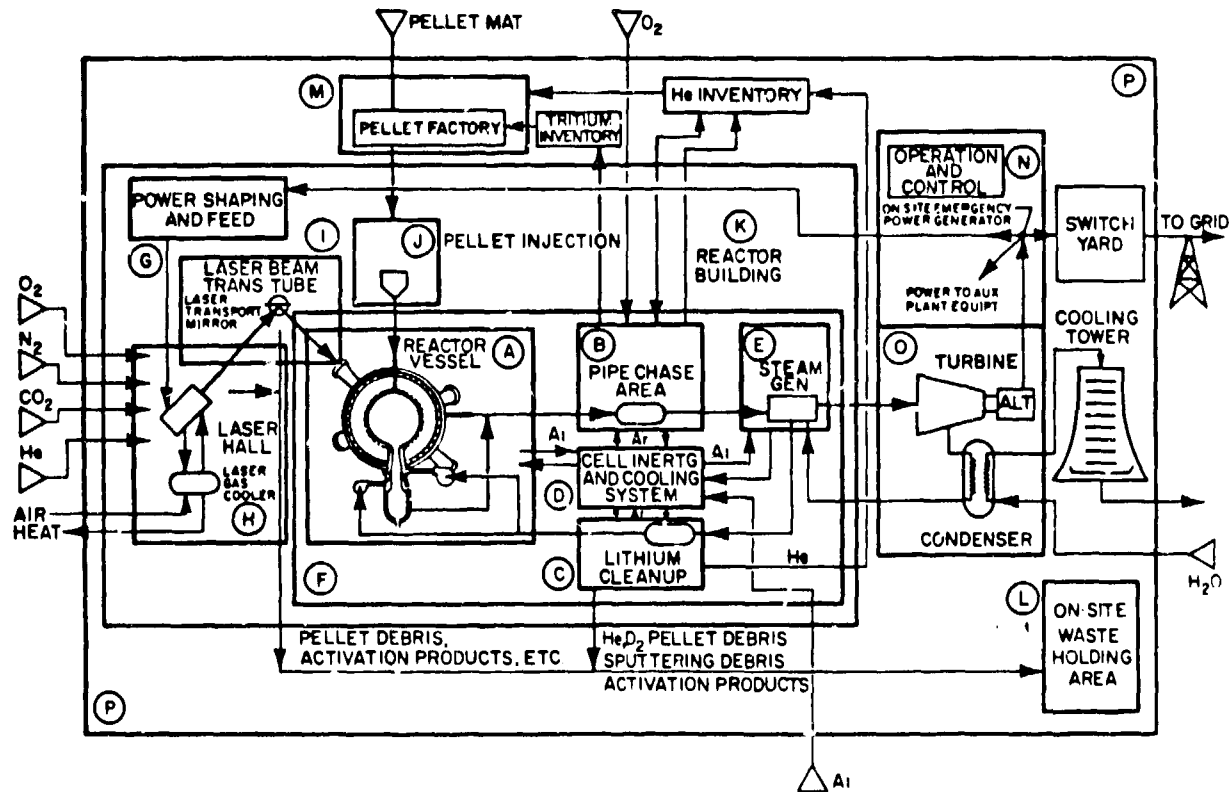 PELLET MAT
O2
P
M
He INVENTORY
PELLET FACTORY
TRITIUM
INVENTORY
N
OPERATION
AND
CONTROL
ON SITE EMERGENCY
POWER GENERATOR
SWITCH
YARD
TO GRID
POWER TO AUX
PLANT EQUIPT
POWER SHAPING
AND FEED
I
J
PELLET INJECTION
K
REACTOR
BUILDING
G
LASER BEAM
TRANS TUBE
LASER
TRANSPORT
MIRROR
O2
N2
CO2
He
AIR
HEAT
LASER
HALL
LASER
GAS
COOLER
H
REACTOR
VESSEL
A
B
PIPE CHASE
AREA
E
STEAM
GEN
O
TURBINE
ALT
COOLING
TOWER
A1
Ar
A1
CELL INERTG
AND COOLING
SYSTEM
D
C
LITHIUM
CLEANUP
He
F
CONDENSER
H2O
L
ON-SITE
WASTE
HOLDING
AREA
PELLET DEBRIS,
ACTIVATION PRODUCTS, ETC
He,D2 PELLET DEBRIS
SPUTTERING DEBRIS
ACTIVATION PRODUCTS
P
A1